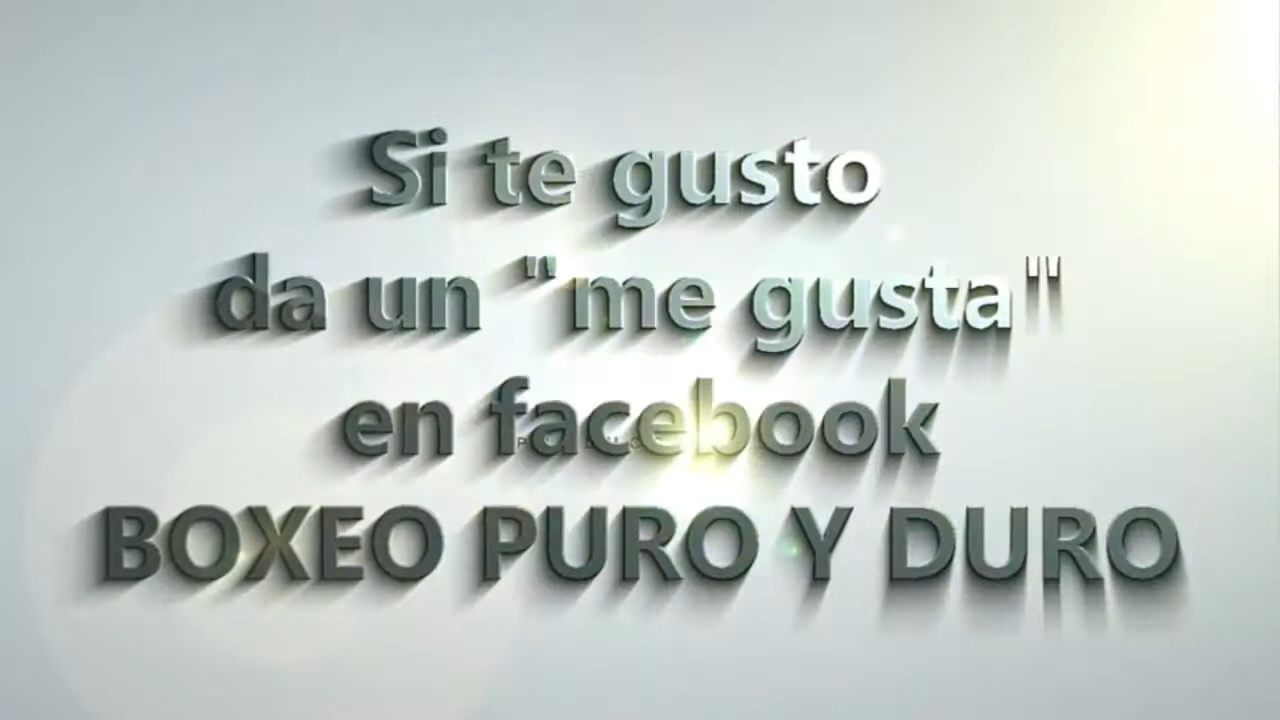 Si te gusto
da un "me gusta"
en facebook
BOXEO PURO Y DURO